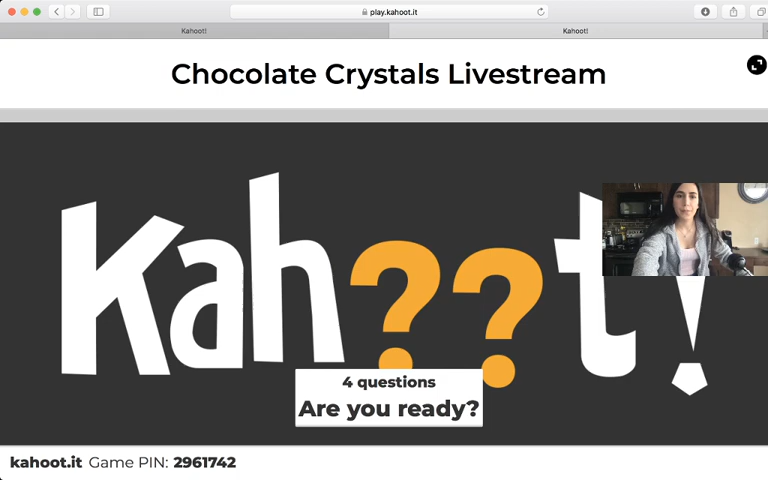 play.kahoot.it
Kahoot!
Kahoot!
Chocolate Crystals Livestream
Kah??t!
4 questions
Are you ready?
kahoot.it Game PIN: 2961742